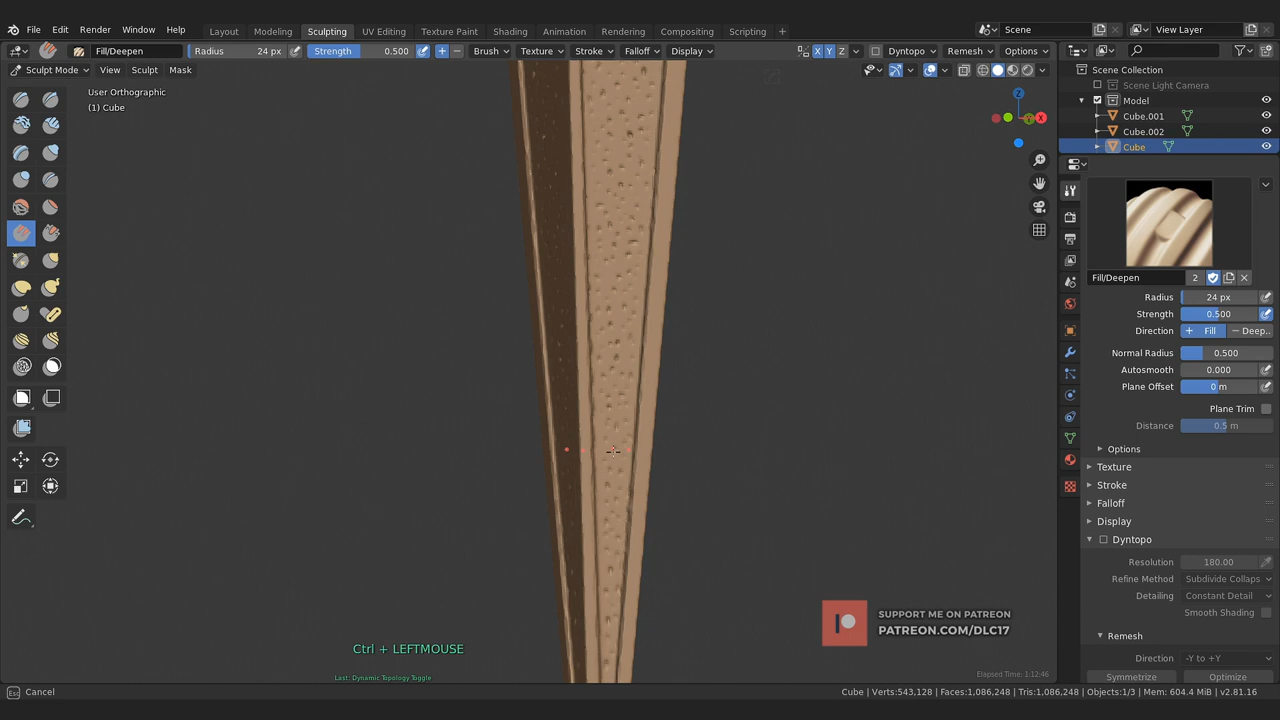 File Edit Render Window Help Layout Modeling Sculpting UV Editing Texture Paint Shading Animation Rendering Compositing Scripting + Scene View Layer
Fill/Deepen Radius 24 px Strength 0.500 Brush Texture Stroke Falloff Display X Y Z Dyntopo Remesh Options
Sculpt Mode View Sculpt Mask
User Orthographic
(1) Cube
Z
Y
X
Scene Collection
Scene Light Camera
Model
Cube.001
Cube.002
Cube
Fill/Deepen 2
Radius 24 px
Strength 0.500
Direction + Fill — Deep..
Normal Radius 0.500
Autosmooth 0.000
Plane Offset 0 m
Plane Trim
Distance 0.5 m
Options
Texture
Stroke
Falloff
Display
Dyntopo
Resolution 180.00
Refine Method Subdivide Collaps
Detailing Constant Detail
Smooth Shading
Remesh
Direction -Y to +Y
Symmetrize Optimize
SUPPORT ME ON PATREON
PATREON.COM/DLC17
Ctrl + LEFTMOUSE
Last: Dynamic Topology Toggle
Elapsed Time: 1:12:46
Esc Cancel
Cube | Verts:543,128 | Faces:1,086,248 | Tris:1,086,248 | Objects:1/3 | Mem: 604.4 MiB | v2.81.16